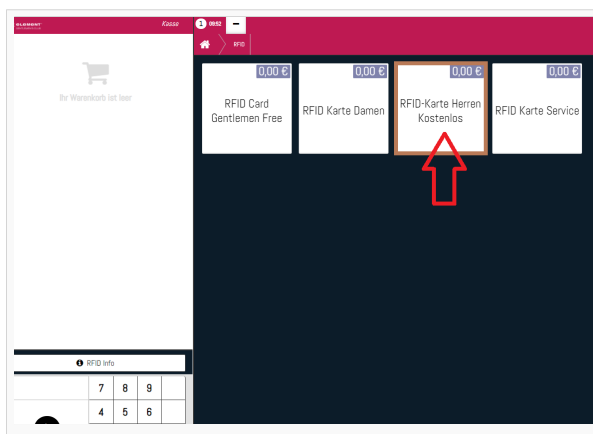 ELEMENT
Kasse
1 09:52
RFID
Ihr Warenkorb ist leer
0,00 €
RFID Card
Gentlemen Free
0,00 €
RFID Karte Damen
0,00 €
RFID-Karte Herren
Kostenlos
0,00 €
RFID Karte Service
RFID Info
7 8 9
4 5 6